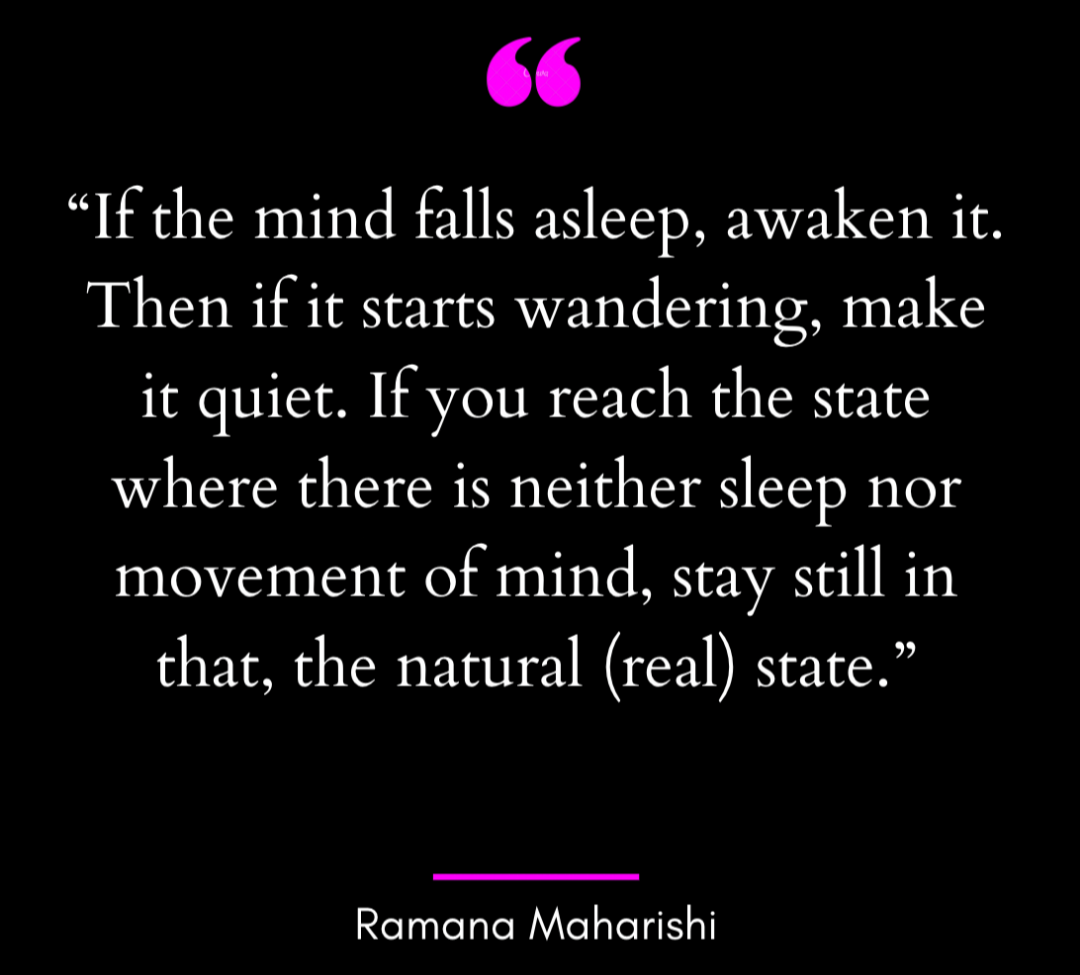 “If the mind falls asleep, awaken it.
Then if it starts wandering, make
it quiet. If you reach the state
where there is neither sleep nor
movement of mind, stay still in
that, the natural (real) state.”
Ramana Maharishi